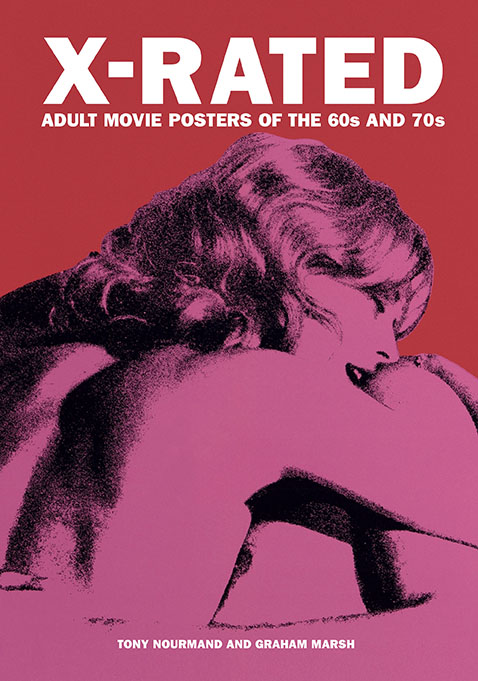 X-RATED
ADULT MOVIE POSTERS OF THE 60s AND 70s
TONY NOURMAND AND GRAHAM MARSH